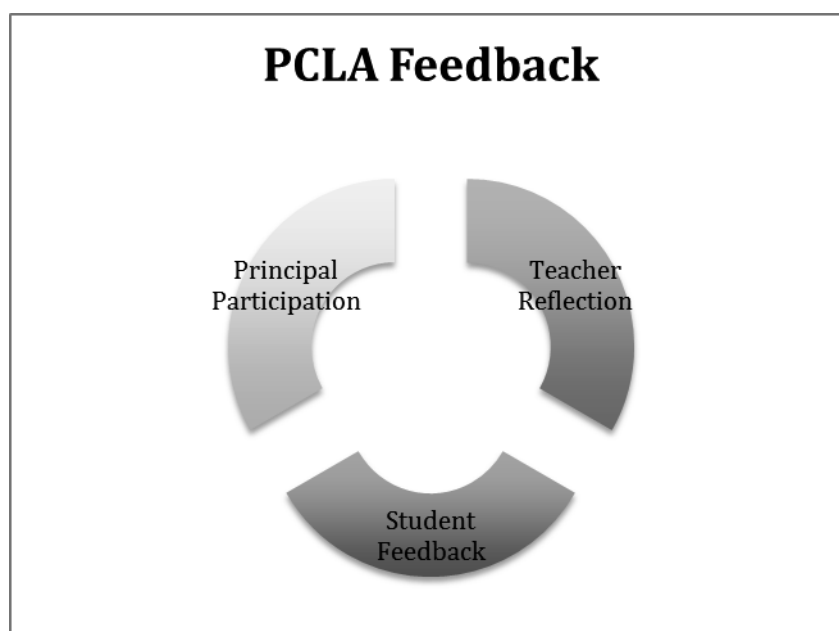 PCLA Feedback
Principal
Participation
Teacher
Reflection
Student
Feedback